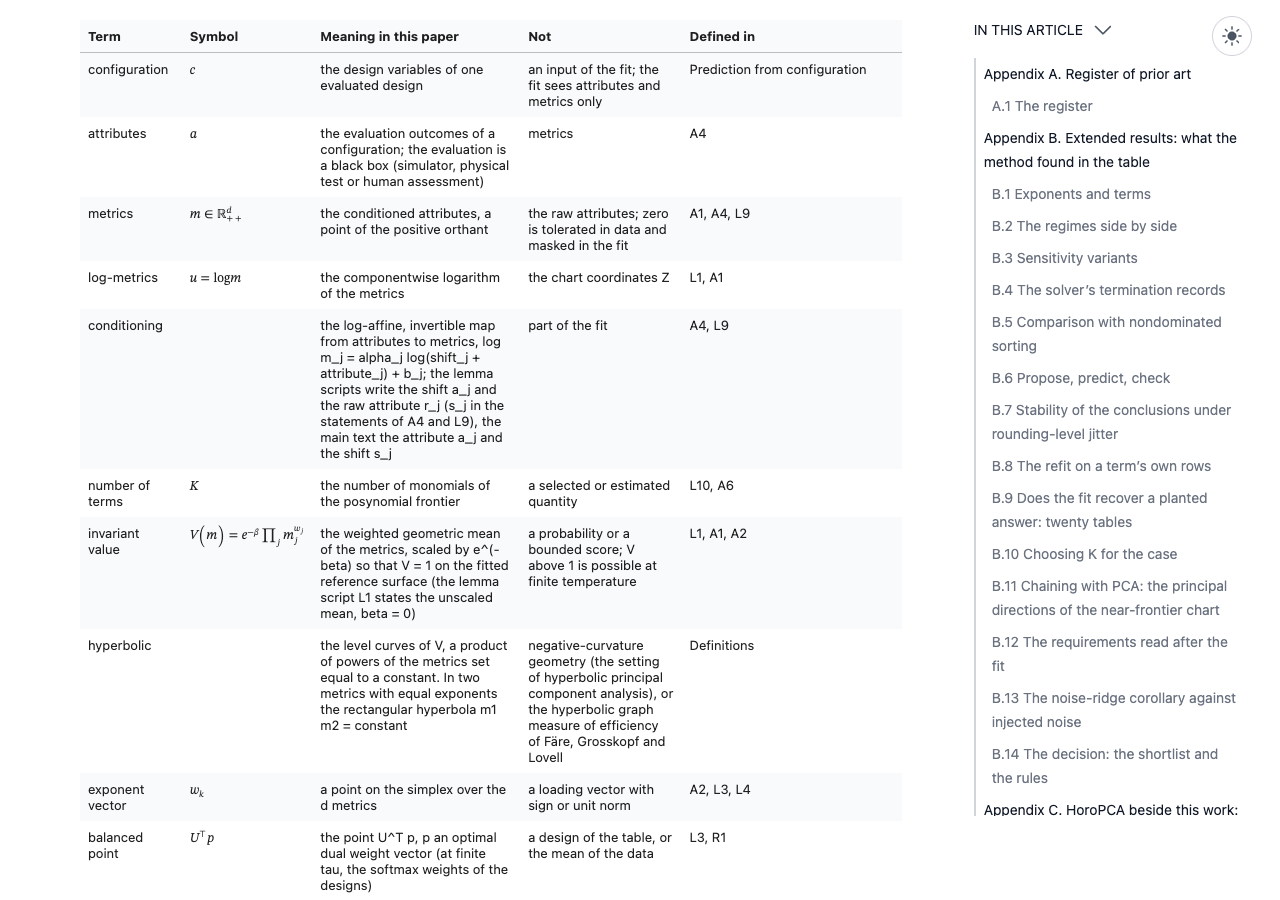 Term Symbol Meaning in this paper Not Defined in
configuration c the design variables of one evaluated design an input of the fit; the fit sees attributes and metrics only Prediction from configuration
attributes a the evaluation outcomes of a configuration; the evaluation is a black box (simulator, physical test or human assessment) metrics A4
metrics m ∈ ℝ^d_++ the conditioned attributes, a point of the positive orthant the raw attributes; zero is tolerated in data and masked in the fit A1, A4, L9
log-metrics u = logm the componentwise logarithm of the metrics the chart coordinates Z L1, A1
conditioning the log-affine, invertible map from attributes to metrics, log m_j = alpha_j log(shift_j + attribute_j) + b_j; the lemma scripts write the shift a_j and the raw attribute r_j (s_j in the statements of A4 and L9), the main text the attribute a_j and the shift s_j part of the fit A4, L9
number of terms K the number of monomials of the posynomial frontier a selected or estimated quantity L10, A6
invariant value V(m) = e^−β ∏_j m_j^w_j the weighted geometric mean of the metrics, scaled by e^(-beta) so that V = 1 on the fitted reference surface (the lemma script L1 states the unscaled mean, beta = 0) a probability or a bounded score; V above 1 is possible at finite temperature L1, A1, A2
hyperbolic the level curves of V, a product of powers of the metrics set equal to a constant. In two metrics with equal exponents the rectangular hyperbola m1 m2 = constant negative-curvature geometry (the setting of hyperbolic principal component analysis), or the hyperbolic graph measure of efficiency of Färe, Grosskopf and Lovell Definitions
exponent vector w_k a point on the simplex over the d metrics a loading vector with sign or unit norm A2, L3, L4
balanced point U^⊤ p the point U^T p, p an optimal dual weight vector (at finite tau, the softmax weights of the designs) a design of the table, or the mean of the data L3, R1
IN THIS ARTICLE
Appendix A. Register of prior art
A.1 The register
Appendix B. Extended results: what the
method found in the table
B.1 Exponents and terms
B.2 The regimes side by side
B.3 Sensitivity variants
B.4 The solver’s termination records
B.5 Comparison with nondominated
sorting
B.6 Propose, predict, check
B.7 Stability of the conclusions under
rounding-level jitter
B.8 The refit on a term’s own rows
B.9 Does the fit recover a planted
answer: twenty tables
B.10 Choosing K for the case
B.11 Chaining with PCA: the principal
directions of the near-frontier chart
B.12 The requirements read after the
fit
B.13 The noise-ridge corollary against
injected noise
B.14 The decision: the shortlist and
the rules
Appendix C. HoroPCA beside this work: